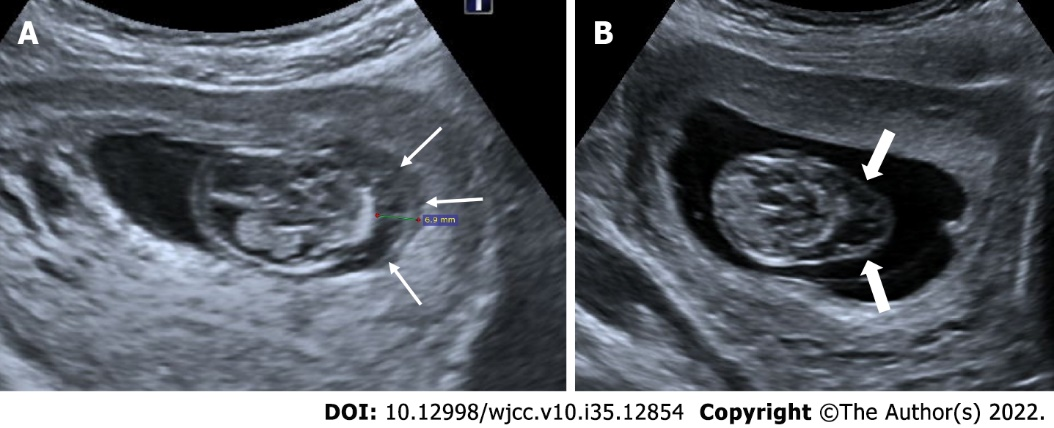 A
B
6.9 mm
DOI: 10.12998/wjcc.v10.i35.12854 Copyright ©The Author(s) 2022.